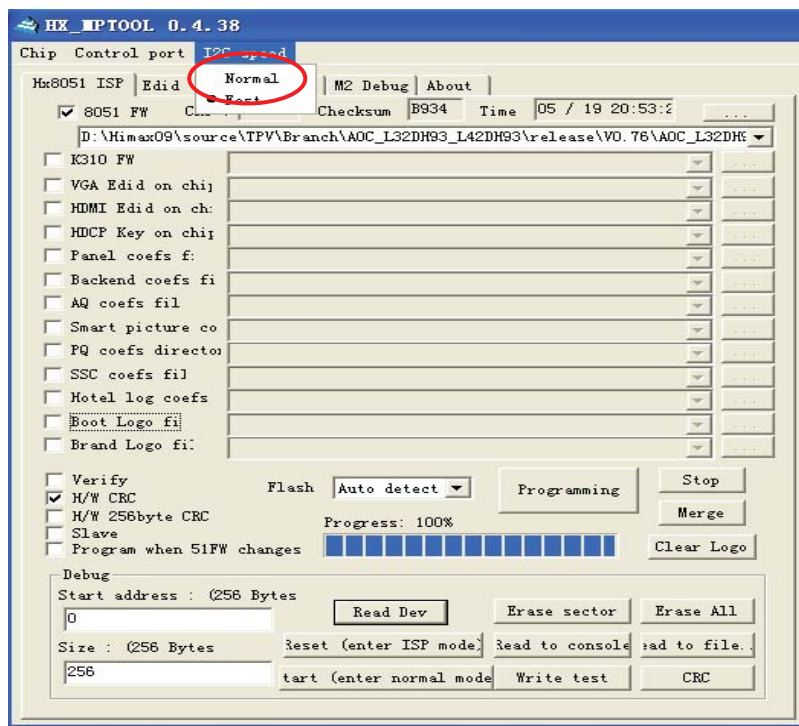 HX_MPTOOL 0.4.38
Chip Control port I2C speed
Normal
Hx8051 ISP Edid M2 Debug About
8051 FW Checksum B934 Time 05 / 19 20:53:2 ...
D:\Himax09\source\TPV\Branch\AOC_L32DH93_L42DH93\release\V0.76\AOC_L32DH9
K310 FW
VGA Edid on chi
HDMI Edid on ch:
HDCP Key on chip
Panel coefs f:
Backend coefs fi
AQ coefs fil
Smart picture co
PQ coefs director
SSC coefs fil
Hotel log coefs
Boot Logo fi
Brand Logo fi
Verify
H/W CRC
H/W 256byte CRC
Slave
Program when 51FW changes
Flash Auto detect
Progress: 100%
Programming
Stop
Merge
Clear Logo
Debug
Start address : (256 Bytes
0
Read Dev Erase sector Erase All
Size : (256 Bytes
256
Reset (enter ISP mode) Read to console ead to file.
tart (enter normal mode Write test CRC